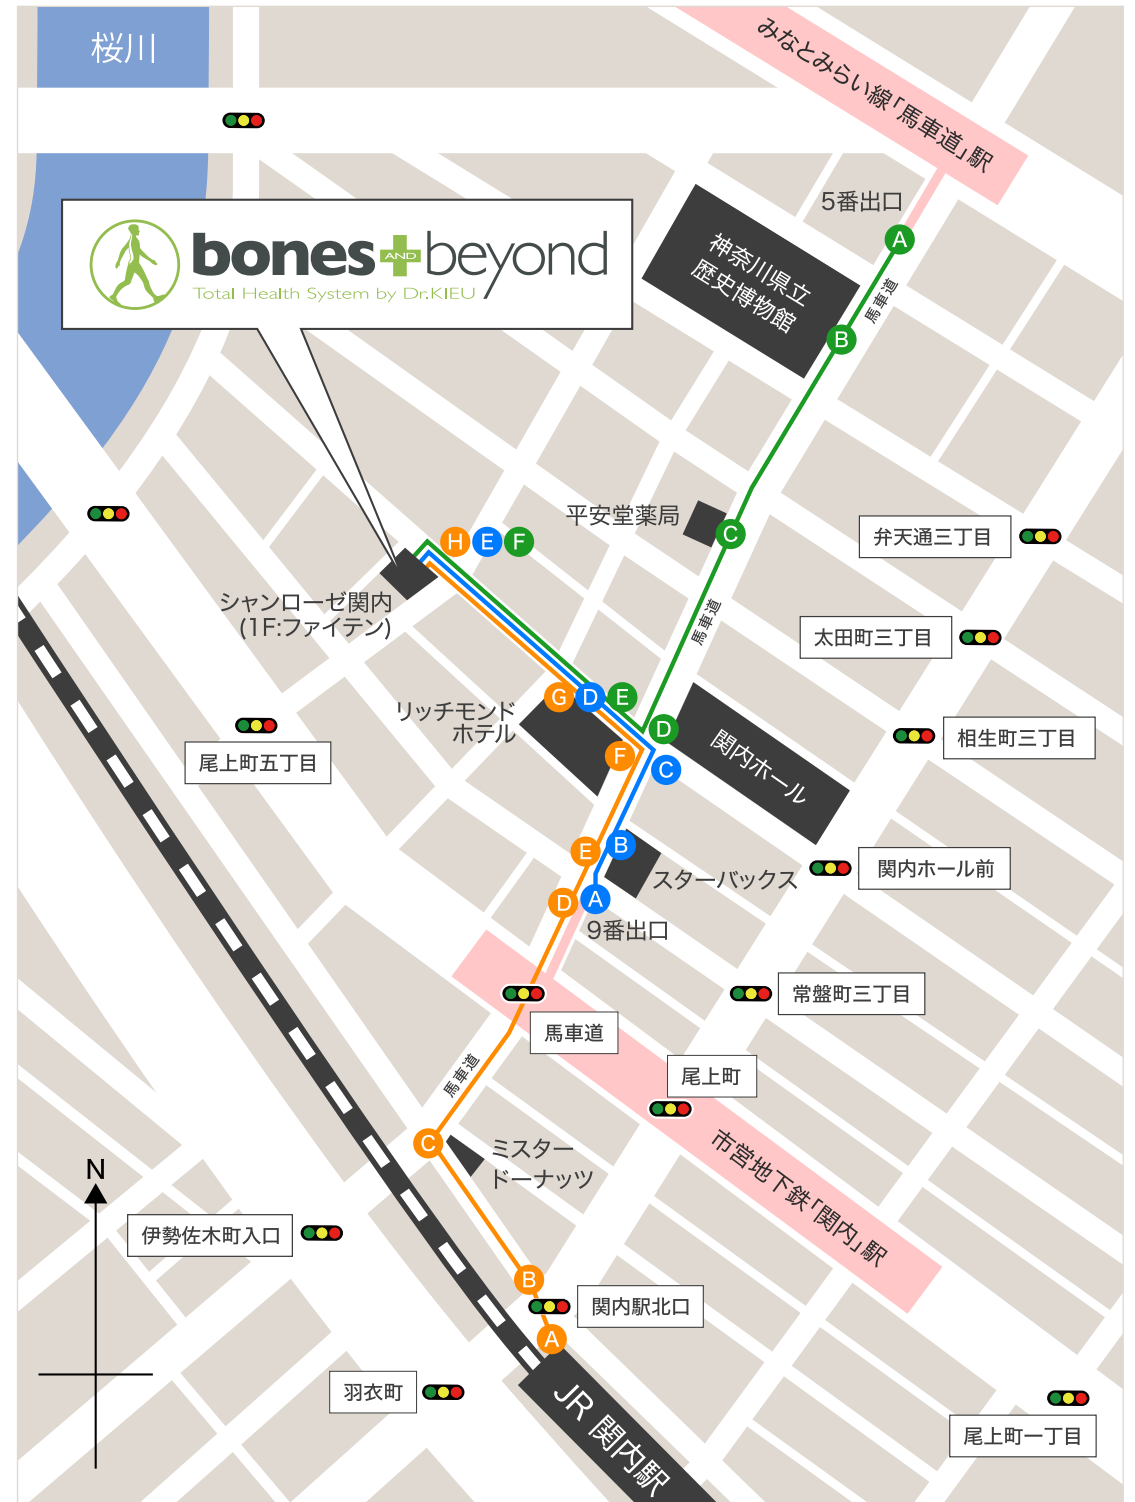 桜川
みなとみらい線「馬車道」駅
5番出口
A
bones AND beyond
Total Health System by Dr.KIEU
神奈川県立
歴史博物館
馬車道
B
平安堂薬局
C
弁天通三丁目
H E F
シャンローゼ関内
(1F:ファイテン)
馬車道
太田町三丁目
G D E
リッチモンド
ホテル
D
関内ホール
相生町三丁目
尾上町五丁目
F
C
E
B
スターバックス
関内ホール前
D
A
9番出口
常盤町三丁目
馬車道
馬車道
尾上町
C
ミスター
ドーナッツ
市営地下鉄「関内」駅
N
伊勢佐木町入口
B
関内駅北口
A
羽衣町
JR 関内駅
尾上町一丁目